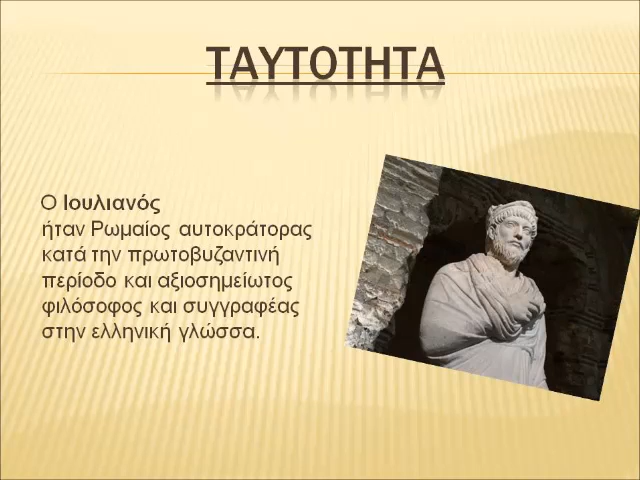 ΤΑΥΤΟΤΗΤΑ
Ο Ιουλιανός
ήταν Ρωμαίος αυτοκράτορας
κατά την πρωτοβυζαντινή
περίοδο και αξιοσημείωτος
φιλόσοφος και συγγραφέας
στην ελληνική γλώσσα.